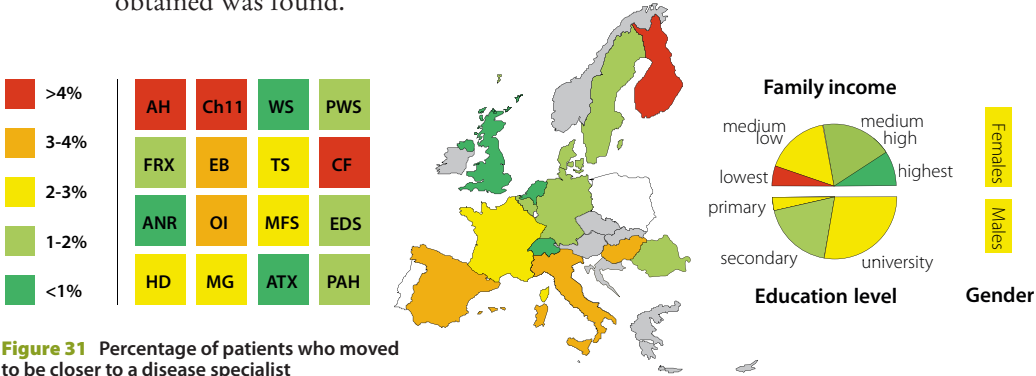 obtained was found.
>4%
3-4%
2-3%
1-2%
<1%
AH Ch11 WS PWS
FRX EB TS CF
ANR OI MFS EDS
HD MG ATX PAH
Figure 31 Percentage of patients who moved
to be closer to a disease specialist
Family income
medium
low
medium
high
lowest
highest
primary
secondary
university
Education level
Females
Males
Gender